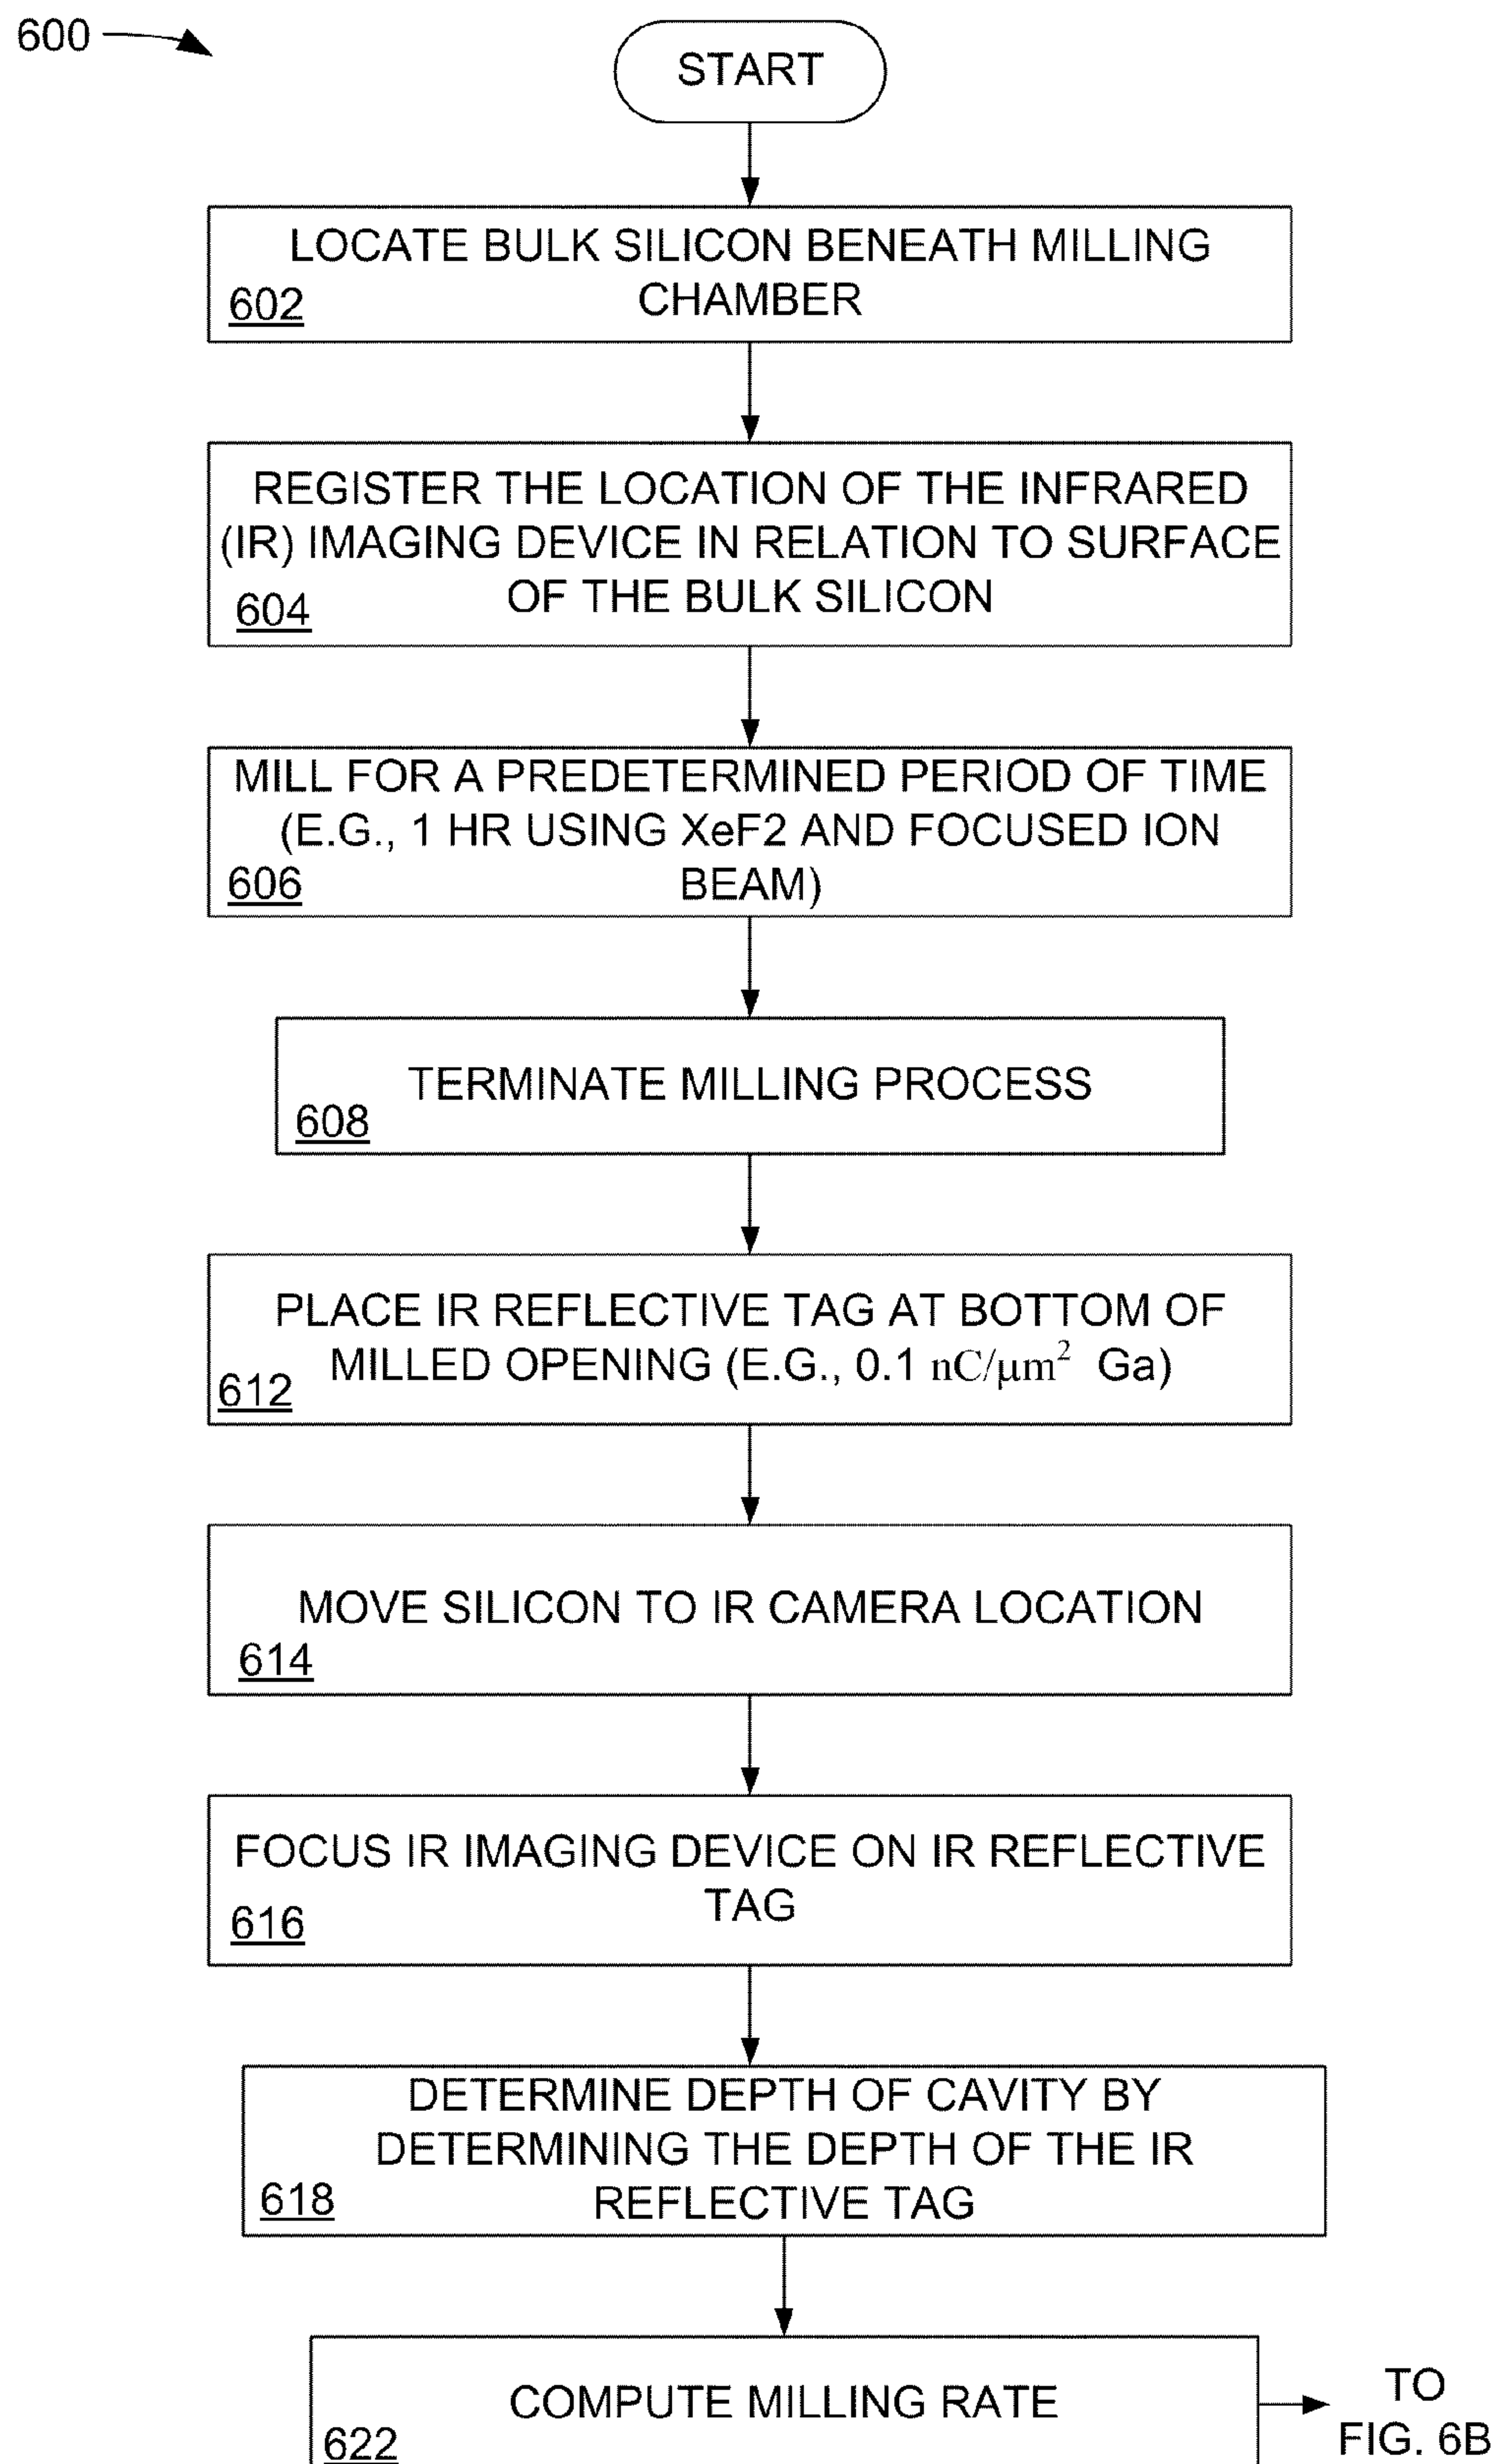 600
START
LOCATE BULK SILICON BENEATH MILLING
CHAMBER
602
REGISTER THE LOCATION OF THE INFRARED
(IR) IMAGING DEVICE IN RELATION TO SURFACE
OF THE BULK SILICON
604
MILL FOR A PREDETERMINED PERIOD OF TIME
(E.G., 1 HR USING XeF2 AND FOCUSED ION
BEAM)
606
TERMINATE MILLING PROCESS
608
PLACE IR REFLECTIVE TAG AT BOTTOM OF
MILLED OPENING (E.G., 0.1 nC/μm² Ga)
612
MOVE SILICON TO IR CAMERA LOCATION
614
FOCUS IR IMAGING DEVICE ON IR REFLECTIVE
TAG
616
DETERMINE DEPTH OF CAVITY BY
DETERMINING THE DEPTH OF THE IR
REFLECTIVE TAG
618
COMPUTE MILLING RATE
622
TO
FIG. 6B